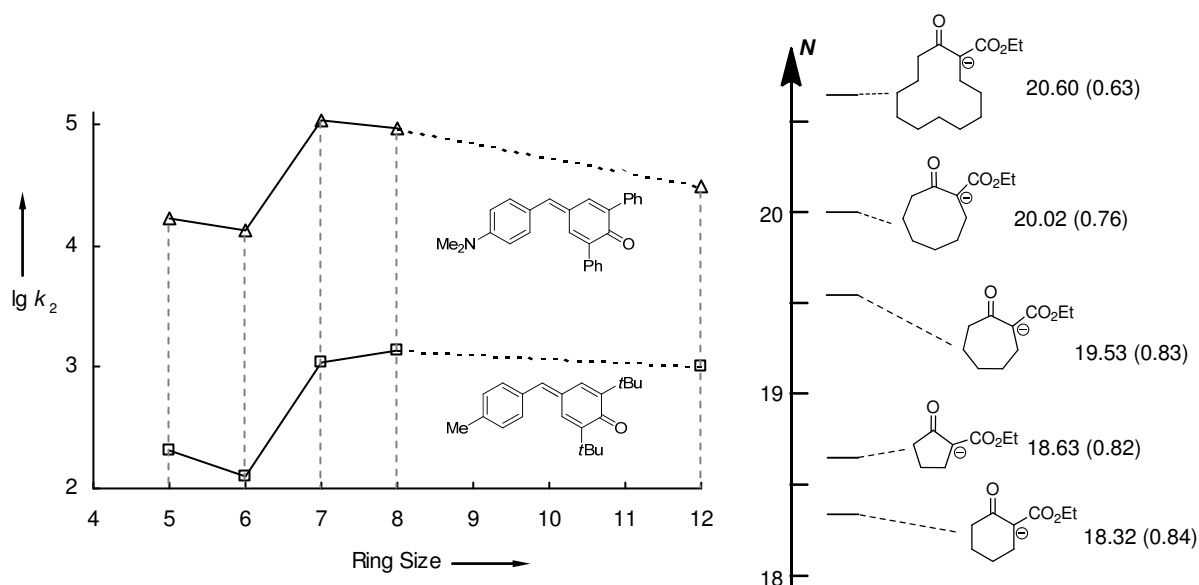 5
4
lg k2
3
2
4
5
6
7
8
9
10
11
12
Ring Size
Ph
O
Ph
Me2N
tBu
O
tBu
Me
N
20
19
18
O
CO2Et
⊖
20.60 (0.63)
O
CO2Et
⊖
20.02 (0.76)
O
CO2Et
⊖
19.53 (0.83)
O
CO2Et
⊖
18.63 (0.82)
O
CO2Et
⊖
18.32 (0.84)